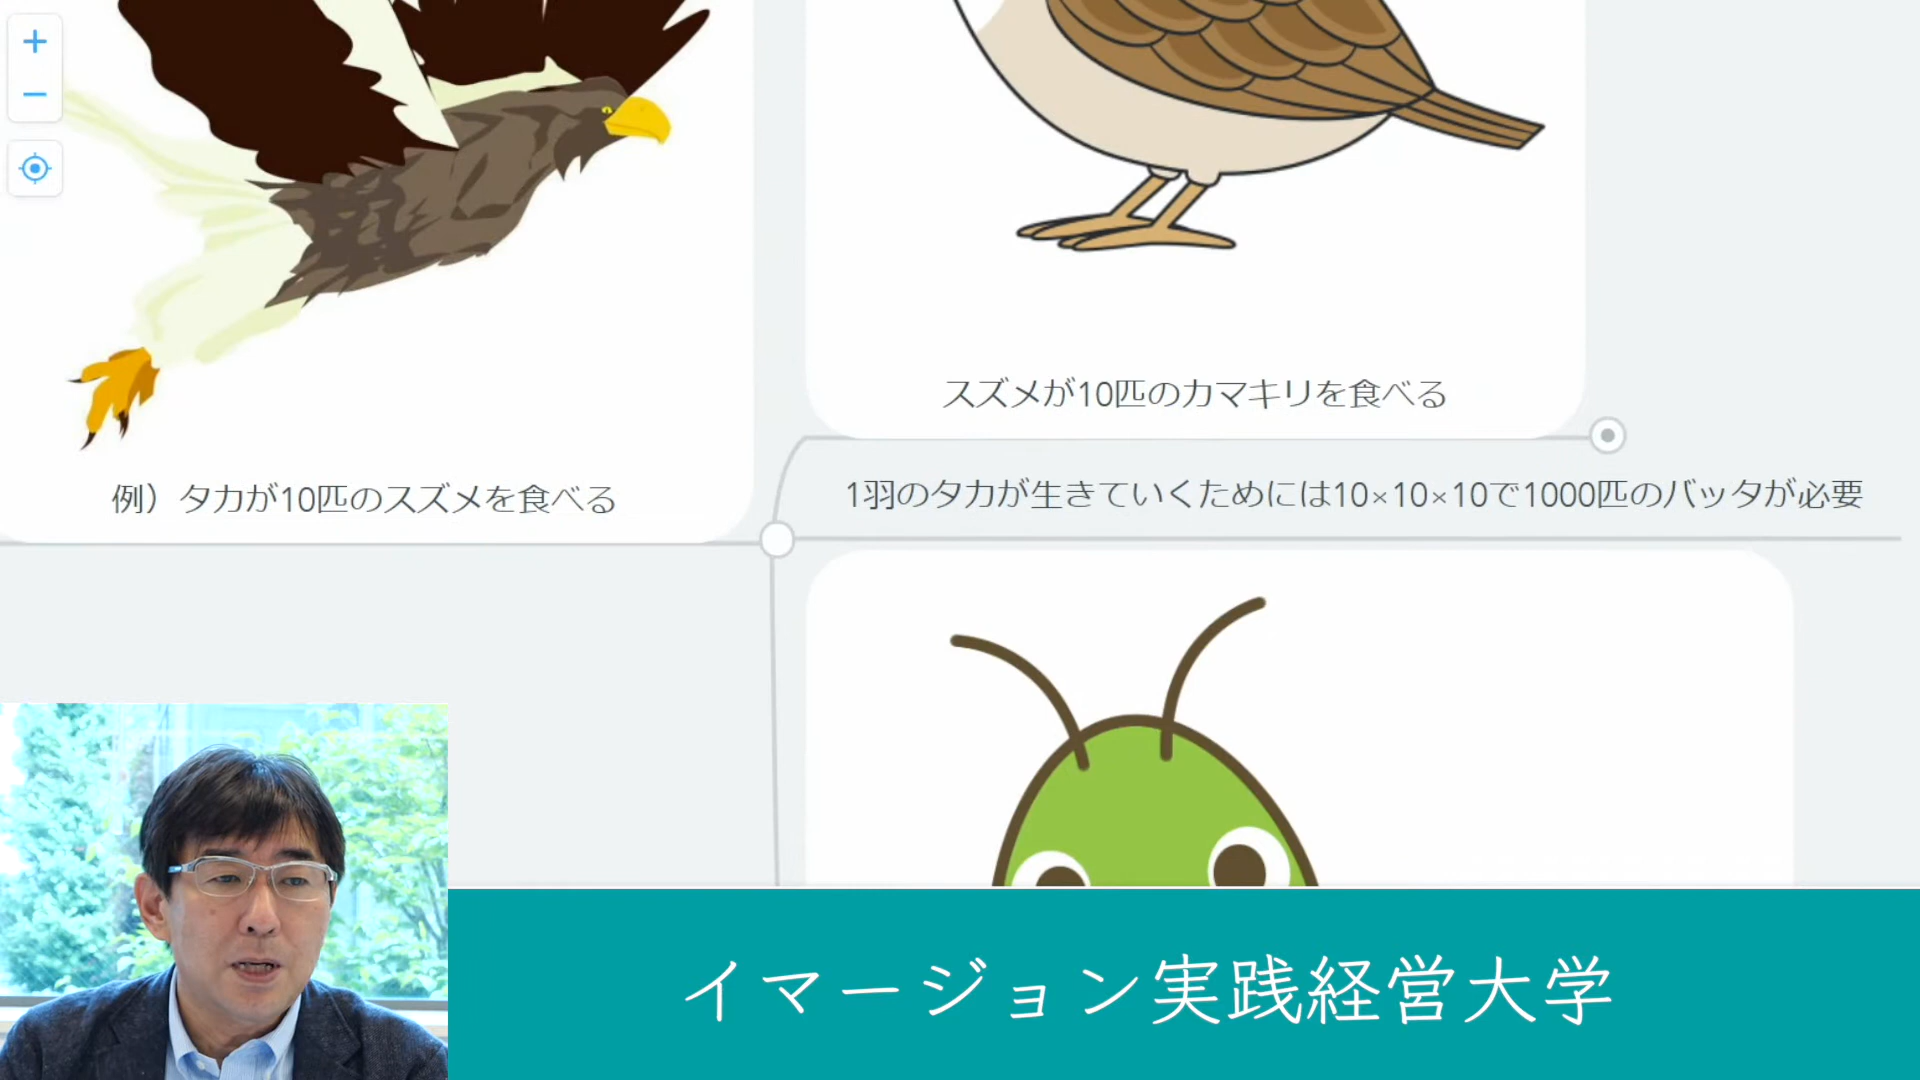 スズメが10匹のカマキリを食べる
例）タカが10匹のスズメを食べる
1羽のタカが生きていくためには10×10×10で1000匹のバッタが必要
イマージョン実践経営大学